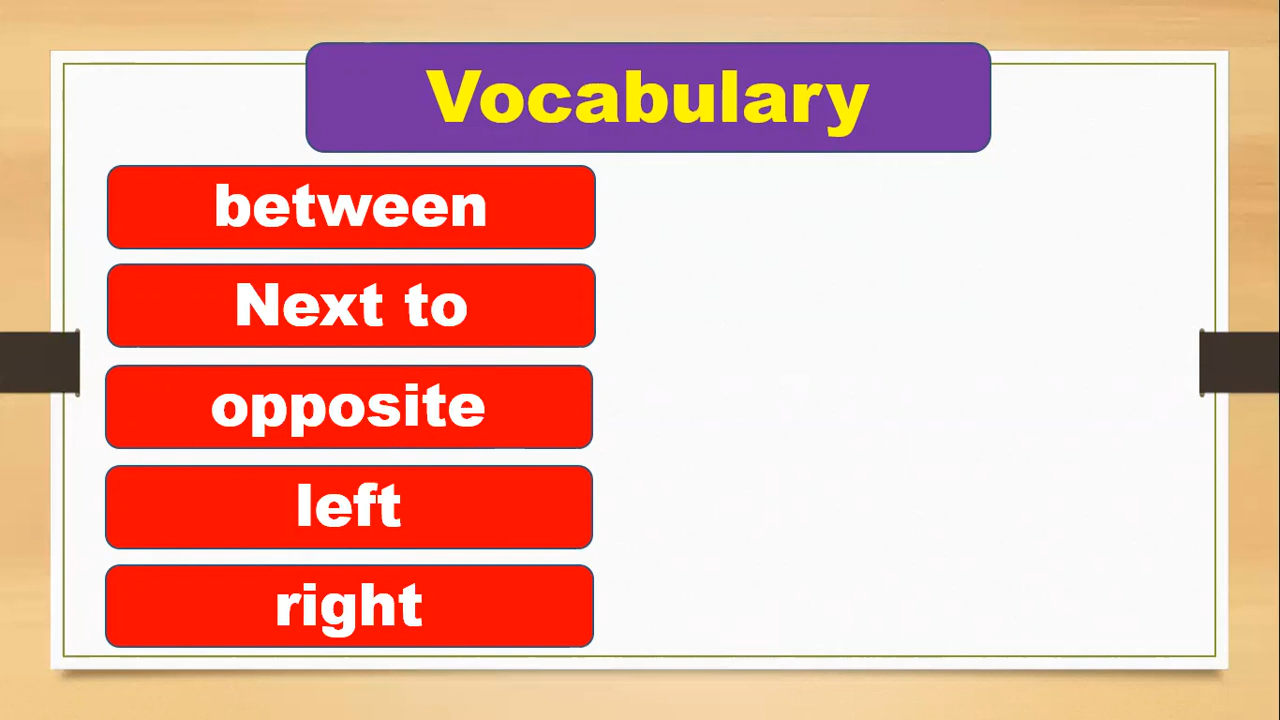 Vocabulary
between
Next to
opposite
left
right